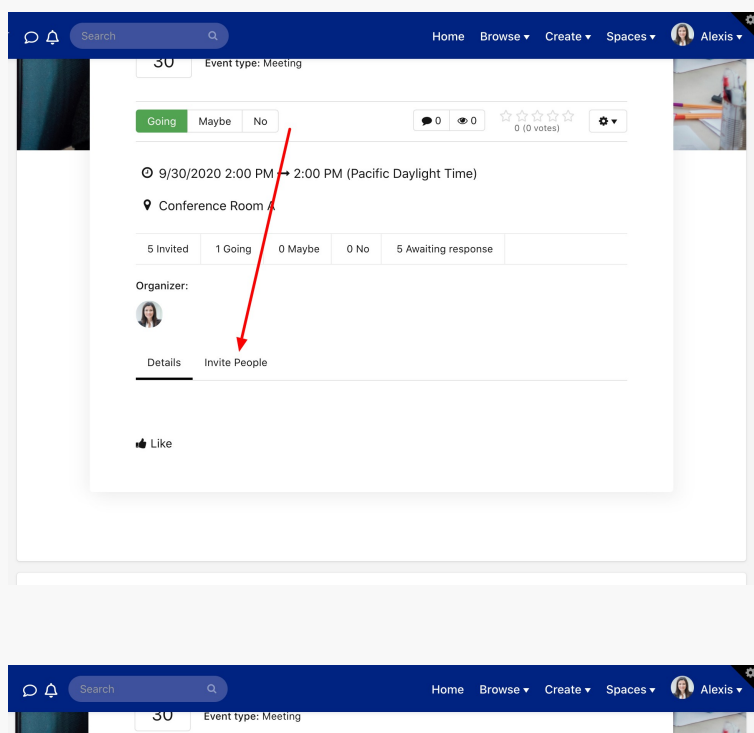 Search Home Browse Create Spaces Alexis
30 Event type: Meeting
Going Maybe No 0 0 0 (0 votes)
9/30/2020 2:00 PM → 2:00 PM (Pacific Daylight Time)
Conference Room A
5 Invited 1 Going 0 Maybe 0 No 5 Awaiting response
Organizer:
Details Invite People
Like
Search Home Browse Create Spaces Alexis
30 Event type: Meeting